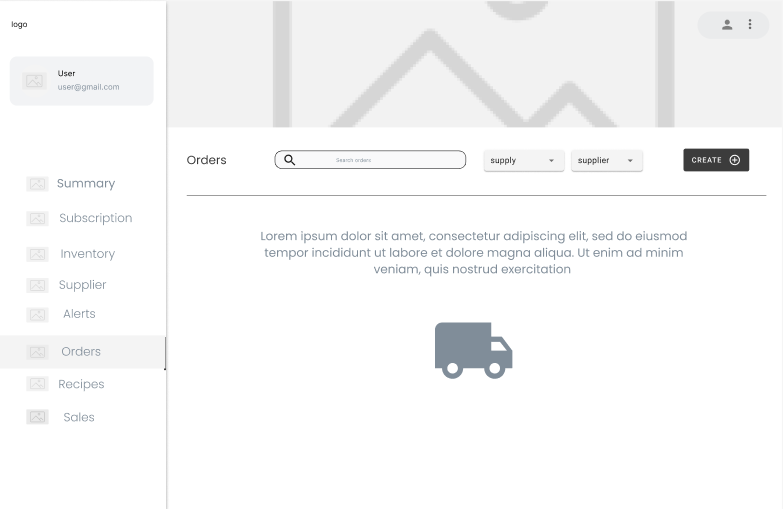 logo
User
user@gmail.com
Summary
Subscription
Inventory
Supplier
Alerts
Orders
Recipes
Sales
Orders
Search orders
supply
supplier
CREATE
Lorem ipsum dolor sit amet, consectetur adipiscing elit, sed do eiusmod
tempor incididunt ut labore et dolore magna aliqua. Ut enim ad minim
veniam, quis nostrud exercitation